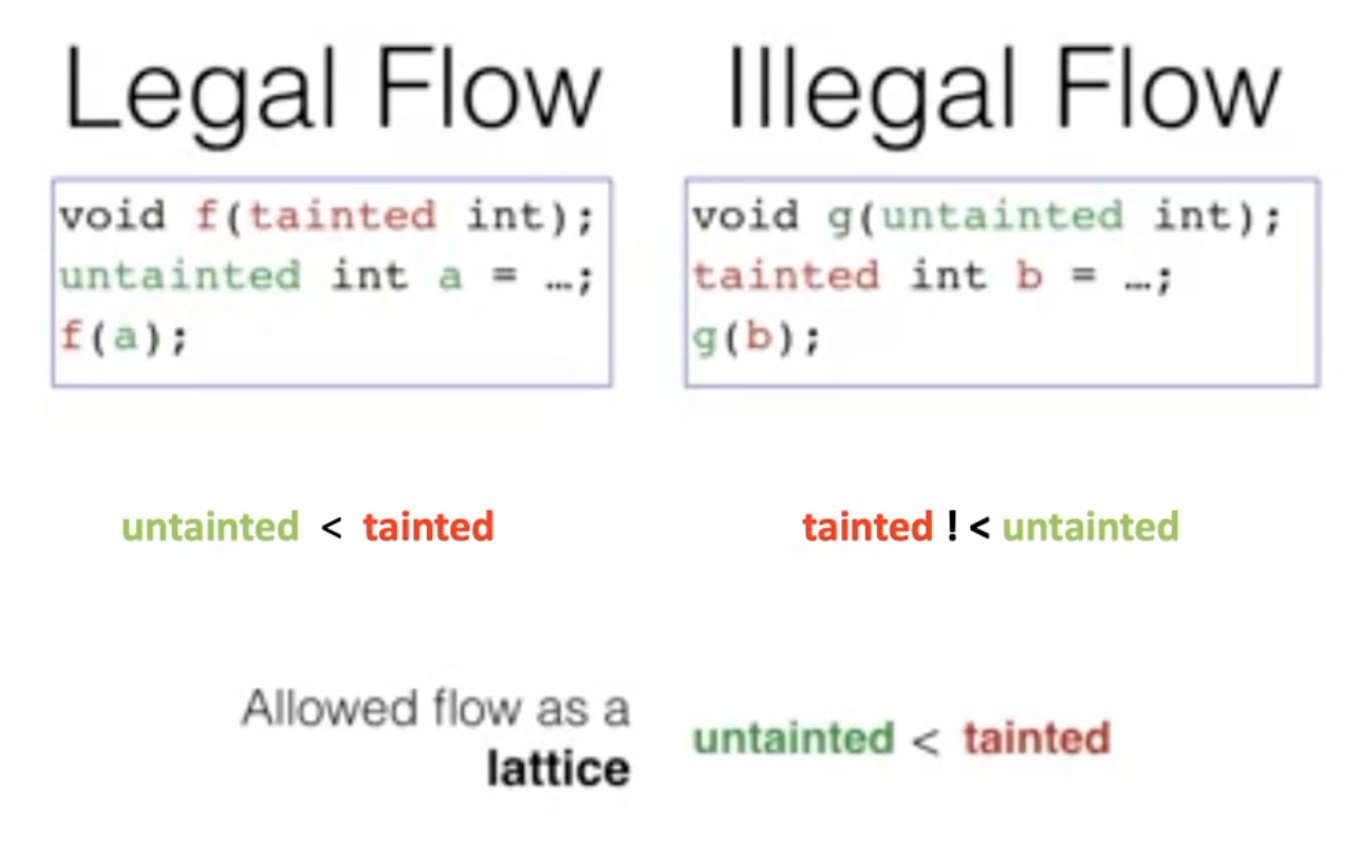 Legal Flow
void f(tainted int);
untainted int a = …;
f(a);
untainted < tainted
Illegal Flow
void g(untainted int);
tainted int b = …;
g(b);
tainted ! < untainted
Allowed flow as a
lattice
untainted < tainted